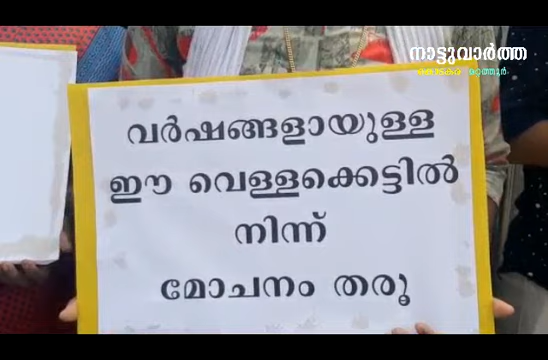 നാട്ടുവാർത്ത
വർഷങ്ങളായുള്ള
ഈ വെള്ളക്കെട്ടിൽ
നിന്ന്
മോചനം തരൂ